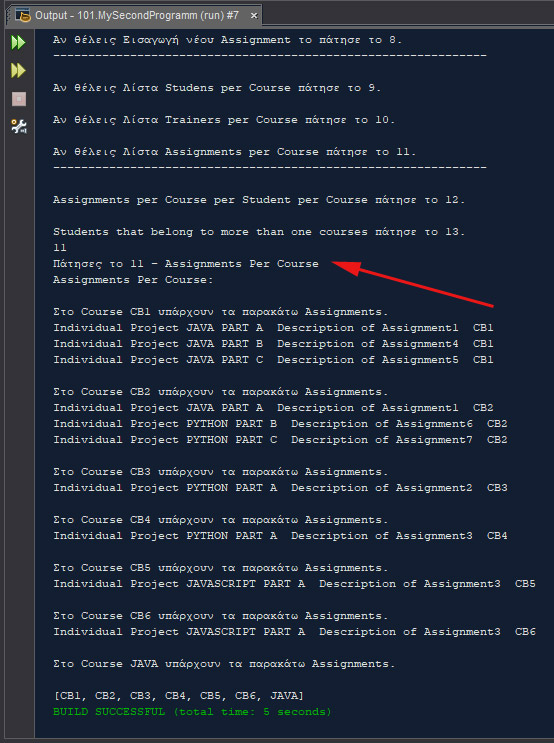 Output - 101.MySecondProgramm (run) #7
Αν θέλεις Εισαγωγή νέου Assignment το πάτησε το 8.
--------------------------------------------------------------
Αν θέλεις Λίστα Studens per Course πάτησε το 9.
Αν θέλεις Λίστα Trainers per Course πάτησε το 10.
Αν θέλεις Λίστα Assignments per Course πάτησε το 11.
--------------------------------------------------------------
Assignments per Course per Student per Course πάτησε το 12.
Students that belong to more than one courses πάτησε το 13.
11
Πάτησες το 11 - Assignments Per Course
Assignments Per Course:
Στο Course CB1 υπάρχουν τα παρακάτω Assignments.
Individual Project JAVA PART A  Description of Assignment1  CB1
Individual Project JAVA PART B  Description of Assignment4  CB1
Individual Project JAVA PART C  Description of Assignment5  CB1
Στο Course CB2 υπάρχουν τα παρακάτω Assignments.
Individual Project JAVA PART A  Description of Assignment1  CB2
Individual Project PYTHON PART B  Description of Assignment6  CB2
Individual Project PYTHON PART C  Description of Assignment7  CB2
Στο Course CB3 υπάρχουν τα παρακάτω Assignments.
Individual Project PYTHON PART A  Description of Assignment2  CB3
Στο Course CB4 υπάρχουν τα παρακάτω Assignments.
Individual Project PYTHON PART A  Description of Assignment3  CB4
Στο Course CB5 υπάρχουν τα παρακάτω Assignments.
Individual Project JAVASCRIPT PART A  Description of Assignment3  CB5
Στο Course CB6 υπάρχουν τα παρακάτω Assignments.
Individual Project JAVASCRIPT PART A  Description of Assignment3  CB6
Στο Course JAVA υπάρχουν τα παρακάτω Assignments.
[CB1, CB2, CB3, CB4, CB5, CB6, JAVA]
BUILD SUCCESSFUL (total time: 5 seconds)